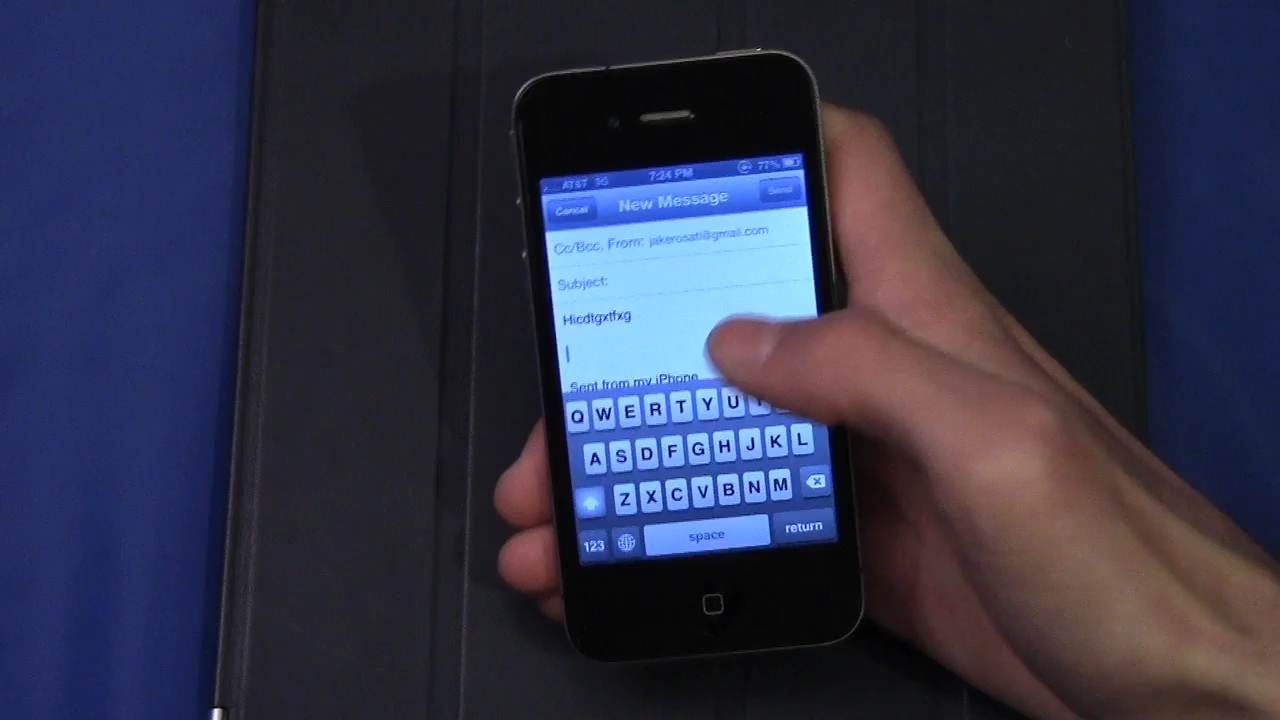 AT&T 3G 7:24 PM 77%
Cancel New Message Send
Cc/Bcc, From: jakerosati@gmail.com
Subject:
Hicdtgxtfxg
Sent from my iPhone
Q W E R T Y U
A S D F G H J K L
Z X C V B N M
123 space return